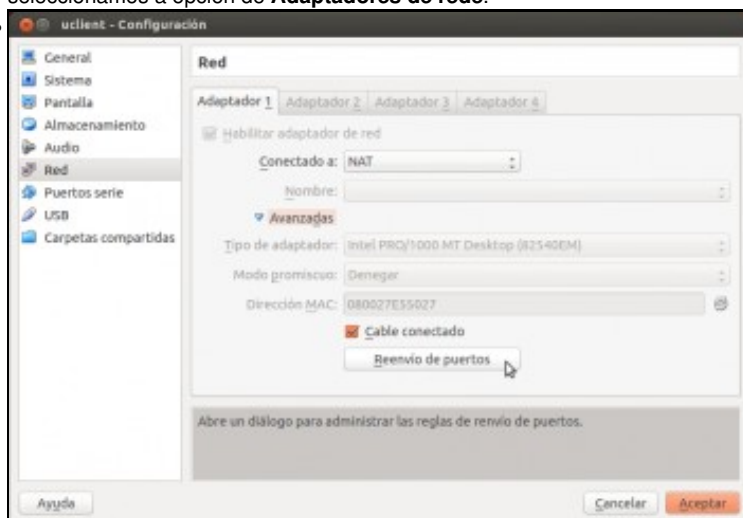 seleccionamos a opción de Adaptadores de rede.
uclient - Configuración
General
Sistema
Pantalla
Almacenamiento
Audio
Red
Puertos serie
USB
Carpetas compartidas
Red
Adaptador 1 Adaptador 2 Adaptador 3 Adaptador 4
Habilitar adaptador de red
Conectado a: NAT
Nombre:
Avanzadas
Tipo de adaptador: Intel PRO/1000 MT Desktop (82540EM)
Modo promiscuo: Denegar
Dirección MAC: 080027E55027
Cable conectado
Reenvío de puertos
Abre un diálogo para administrar las reglas de renvío de puertos.
Ayuda
Cancelar Aceptar